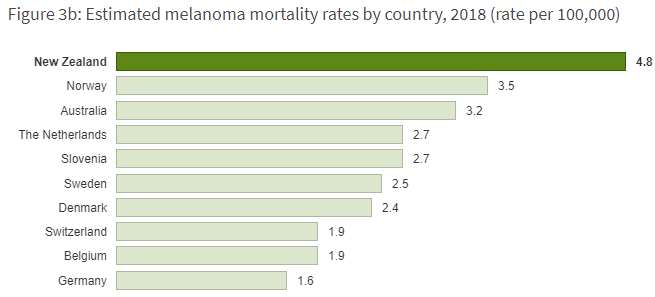 Figure 3b: Estimated melanoma mortality rates by country, 2018 (rate per 100,000)
New Zealand 4.8
Norway 3.5
Australia 3.2
The Netherlands 2.7
Slovenia 2.7
Sweden 2.5
Denmark 2.4
Switzerland 1.9
Belgium 1.9
Germany 1.6